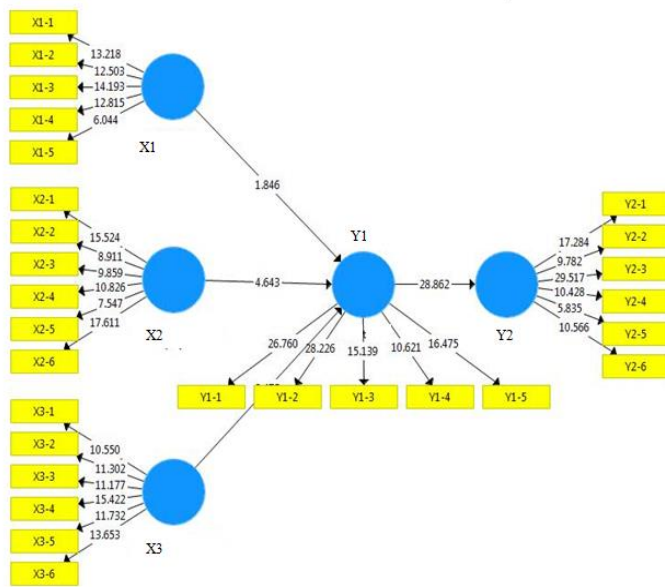 X1-1
X1-2
X1-3
X1-4
X1-5
13.218
12.503
14.193
12.815
6.044
X1
1.846
X2-1
X2-2
X2-3
X2-4
X2-5
X2-6
15.524
8.911
9.859
10.826
7.547
17.611
X2
4.643
Y1
28.862
Y2
17.284
9.782
29.517
10.428
5.835
10.566
Y2-1
Y2-2
Y2-3
Y2-4
Y2-5
Y2-6
26.760
28.226
15.139
10.621
16.475
Y1-1
Y1-2
Y1-3
Y1-4
Y1-5
X3-1
X3-2
X3-3
X3-4
X3-5
X3-6
10.550
11.302
11.177
15.422
11.732
13.653
X3